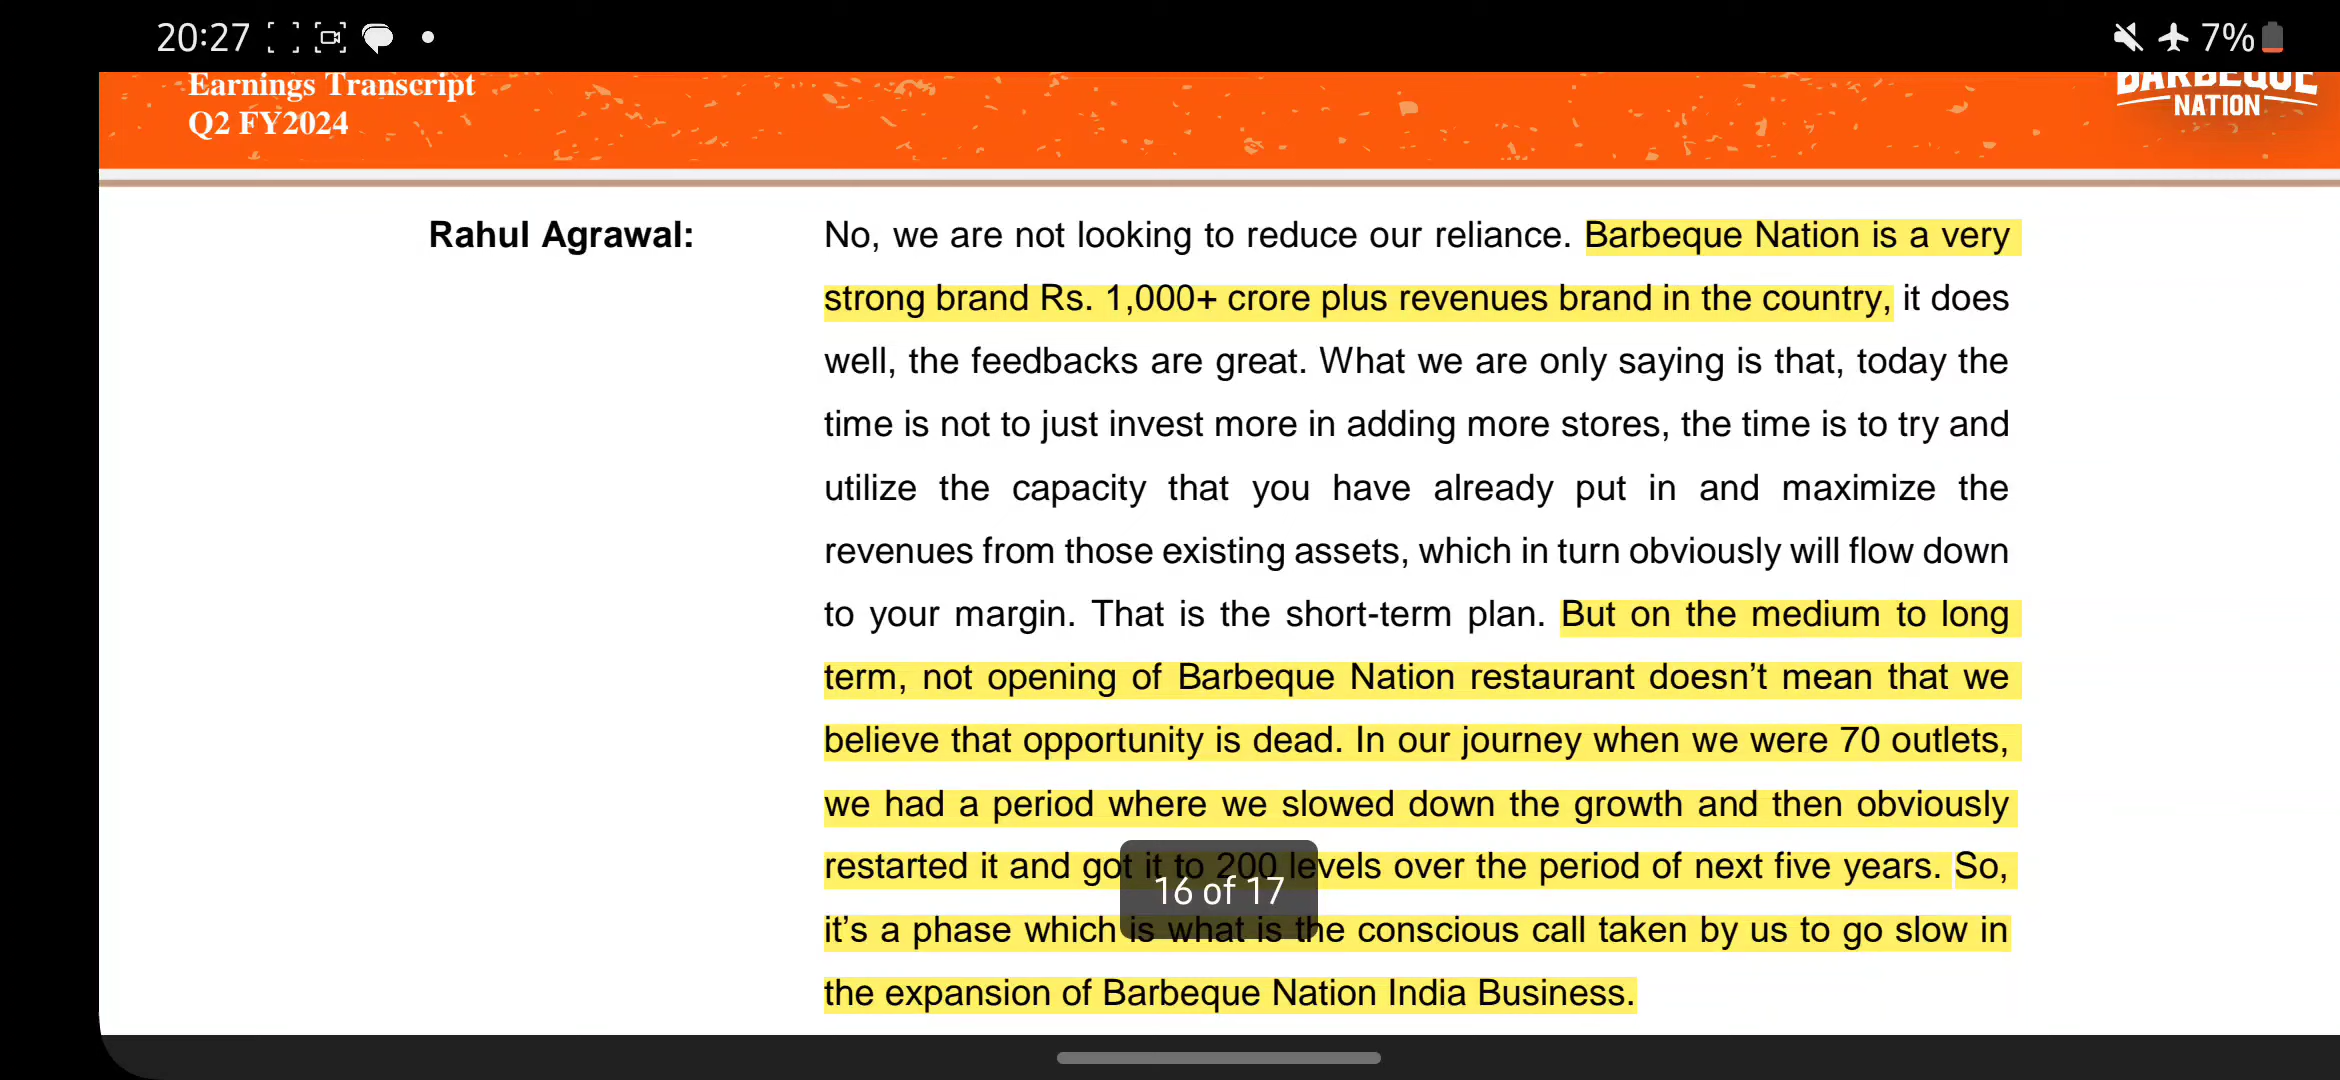 20:27
7%
Earnings Transcript
Q2 FY2024
BARBEQUE
NATION
Rahul Agrawal:
No, we are not looking to reduce our reliance. Barbeque Nation is a very
strong brand Rs. 1,000+ crore plus revenues brand in the country, it does
well, the feedbacks are great. What we are only saying is that, today the
time is not to just invest more in adding more stores, the time is to try and
utilize the capacity that you have already put in and maximize the
revenues from those existing assets, which in turn obviously will flow down
to your margin. That is the short-term plan. But on the medium to long
term, not opening of Barbeque Nation restaurant doesn’t mean that we
believe that opportunity is dead. In our journey when we were 70 outlets,
we had a period where we slowed down the growth and then obviously
restarted it and got it to 200 levels over the period of next five years. So,
16 of 17
it’s a phase which is what is the conscious call taken by us to go slow in
the expansion of Barbeque Nation India Business.